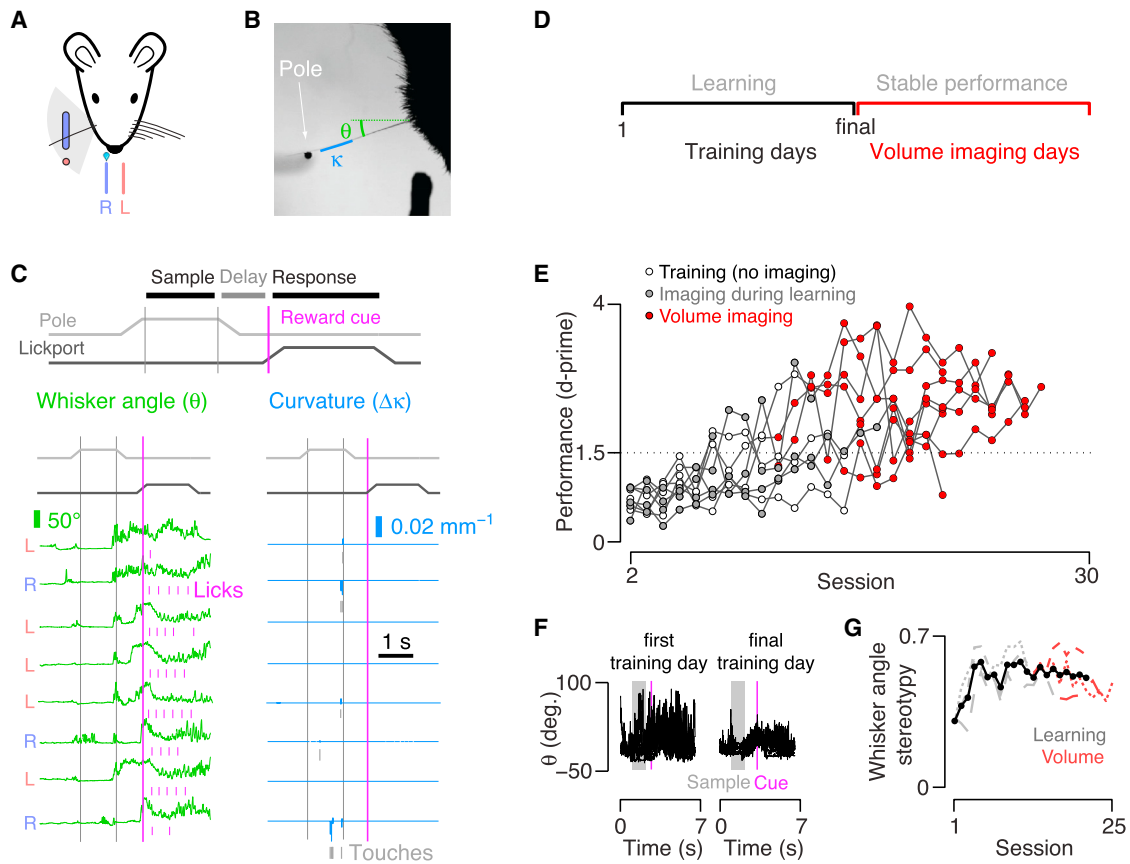 A
R
L
B
Pole
θ
κ
D
Learning
Stable performance
1
final
Training days
Volume imaging days
C
Sample
Delay
Response
Pole
Reward cue
Lickport
Whisker angle (θ)
Curvature (Δκ)
50°
0.02 mm⁻¹
L
R
Licks
L
L
1 s
L
R
L
R
Touches
E
Training (no imaging)
Imaging during learning
Volume imaging
4
1.5
0
Performance (d-prime)
2
30
Session
F
first
training day
final
training day
100
−50
θ (deg.)
Sample
Cue
0
7
0
7
Time (s)
Time (s)
G
0.7
0
Whisker angle
stereotypy
Learning
Volume
1
25
Session